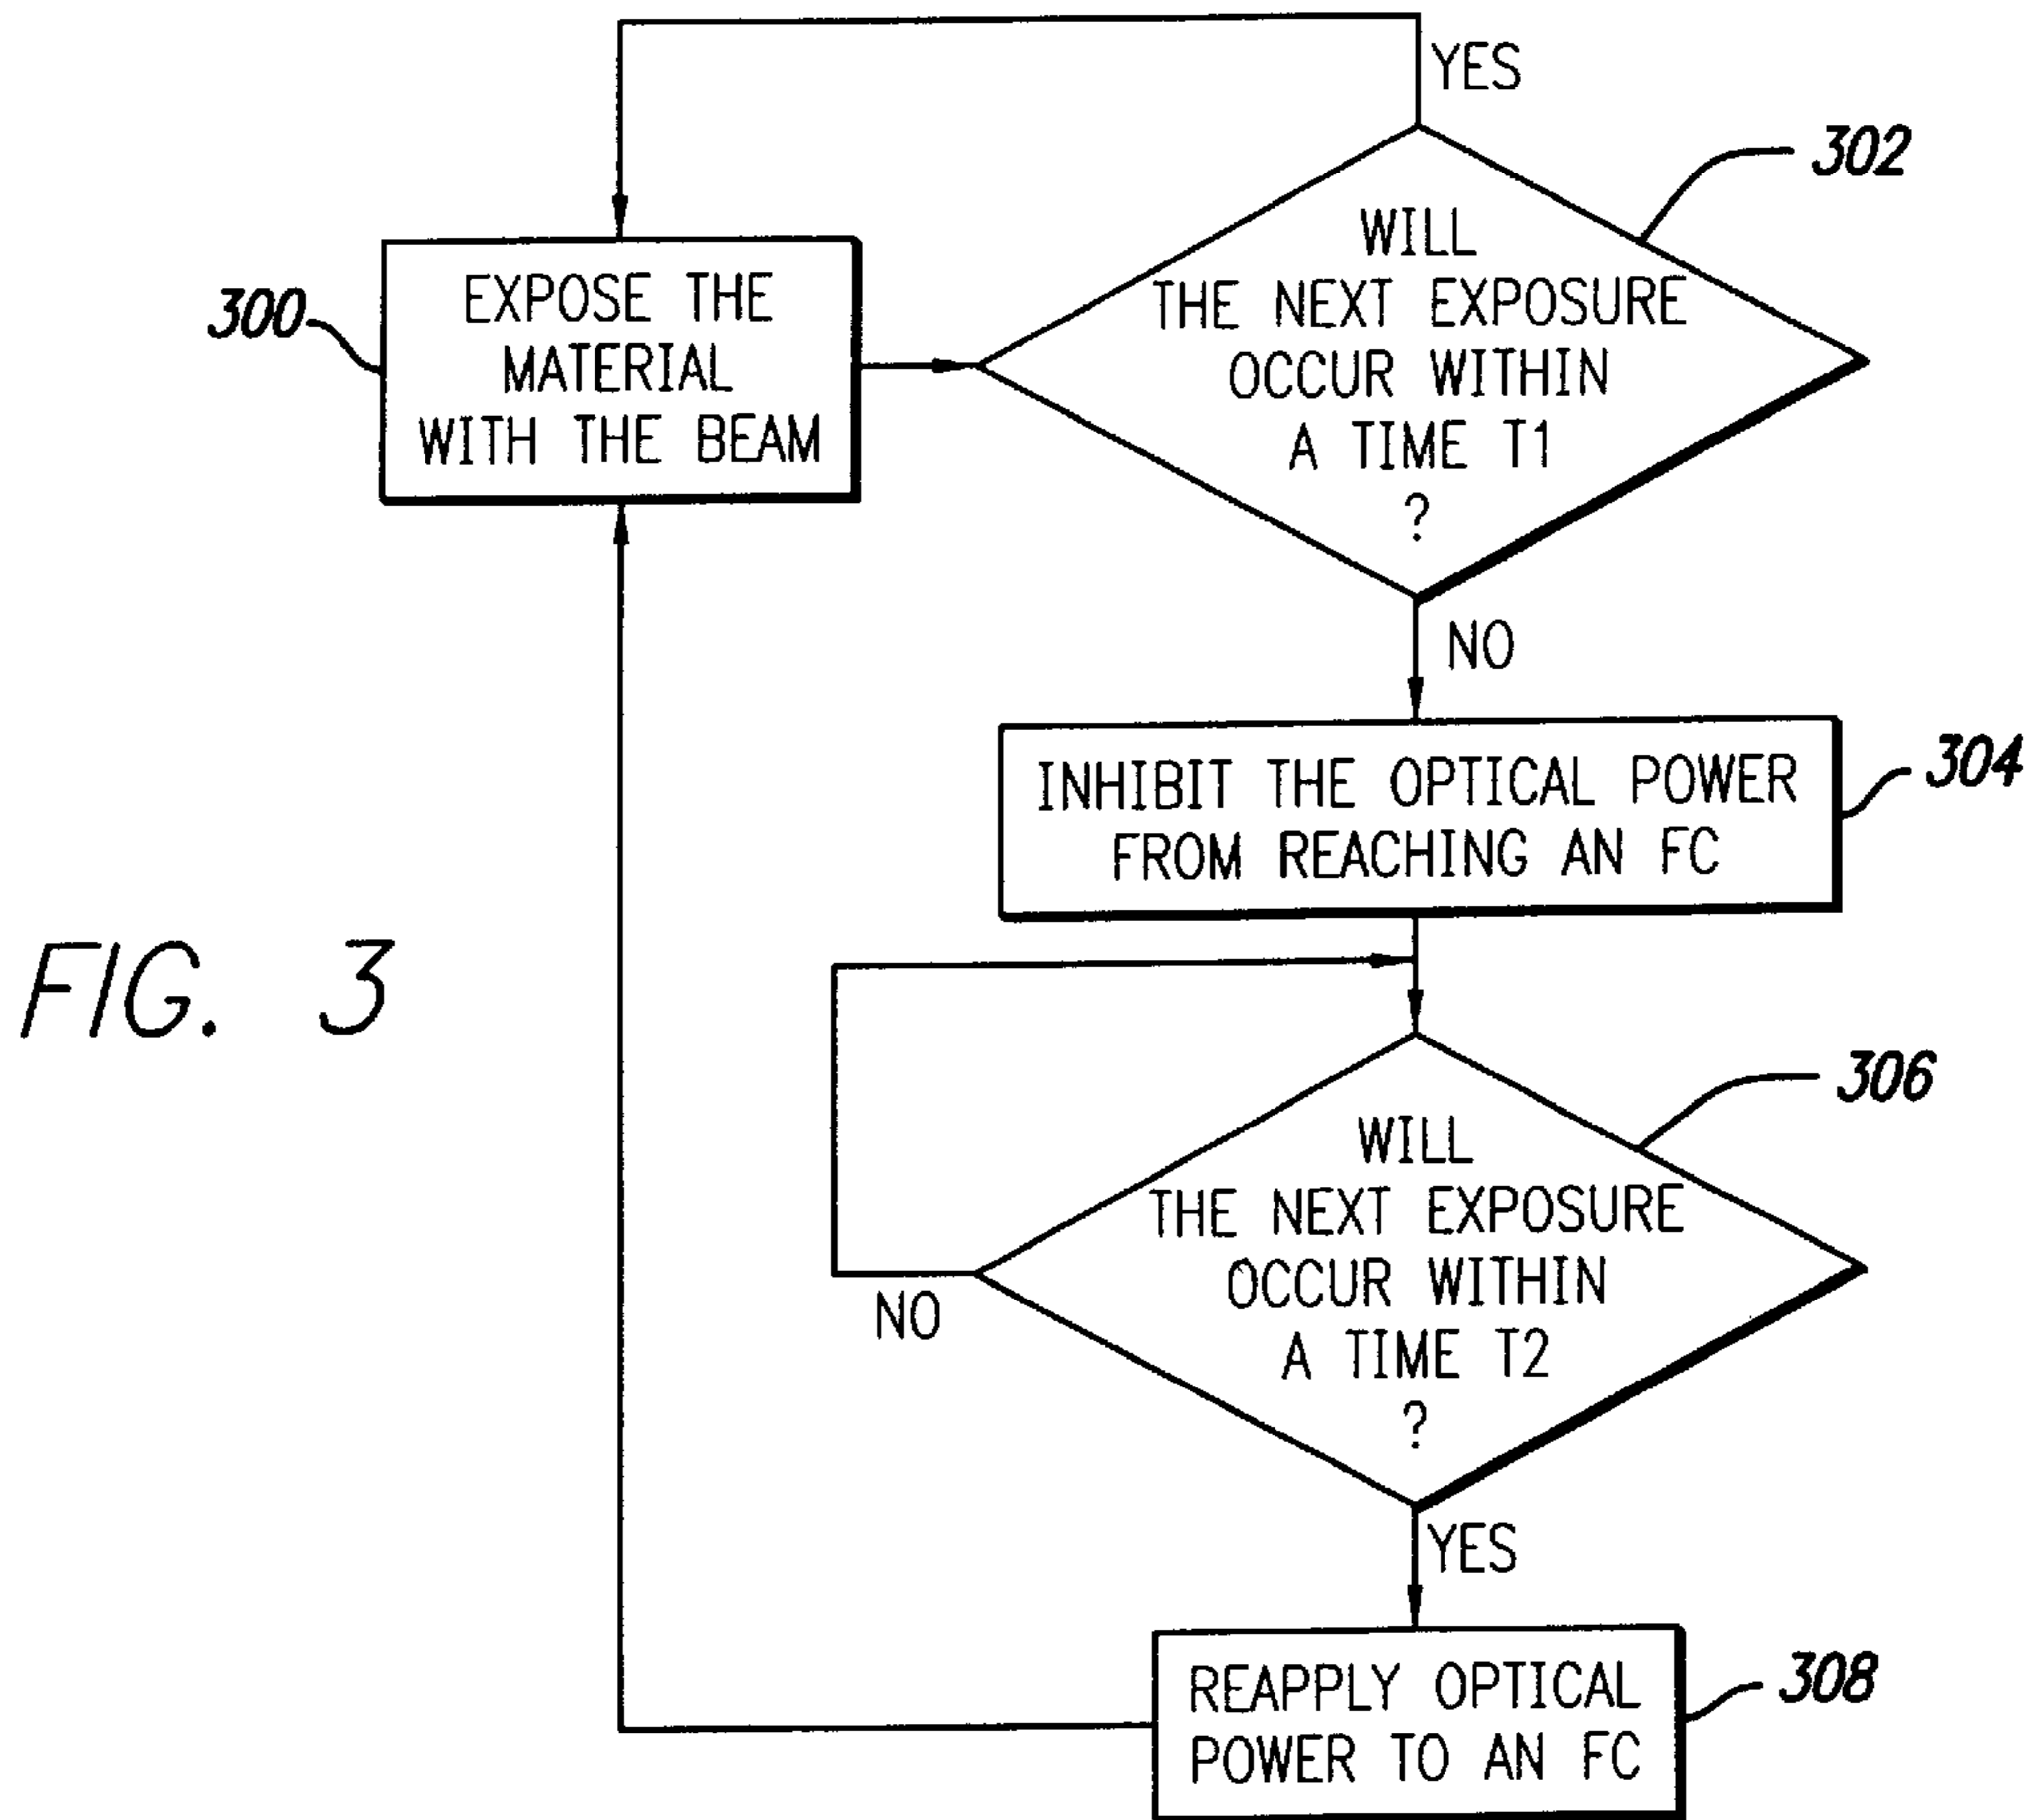 YES
302
WILL
THE NEXT EXPOSURE
OCCUR WITHIN
A TIME T1
?
300
EXPOSE THE
MATERIAL
WITH THE BEAM
NO
304
INHIBIT THE OPTICAL POWER
FROM REACHING AN FC
FIG. 3
306
WILL
THE NEXT EXPOSURE
OCCUR WITHIN
A TIME T2
?
NO
YES
308
REAPPLY OPTICAL
POWER TO AN FC